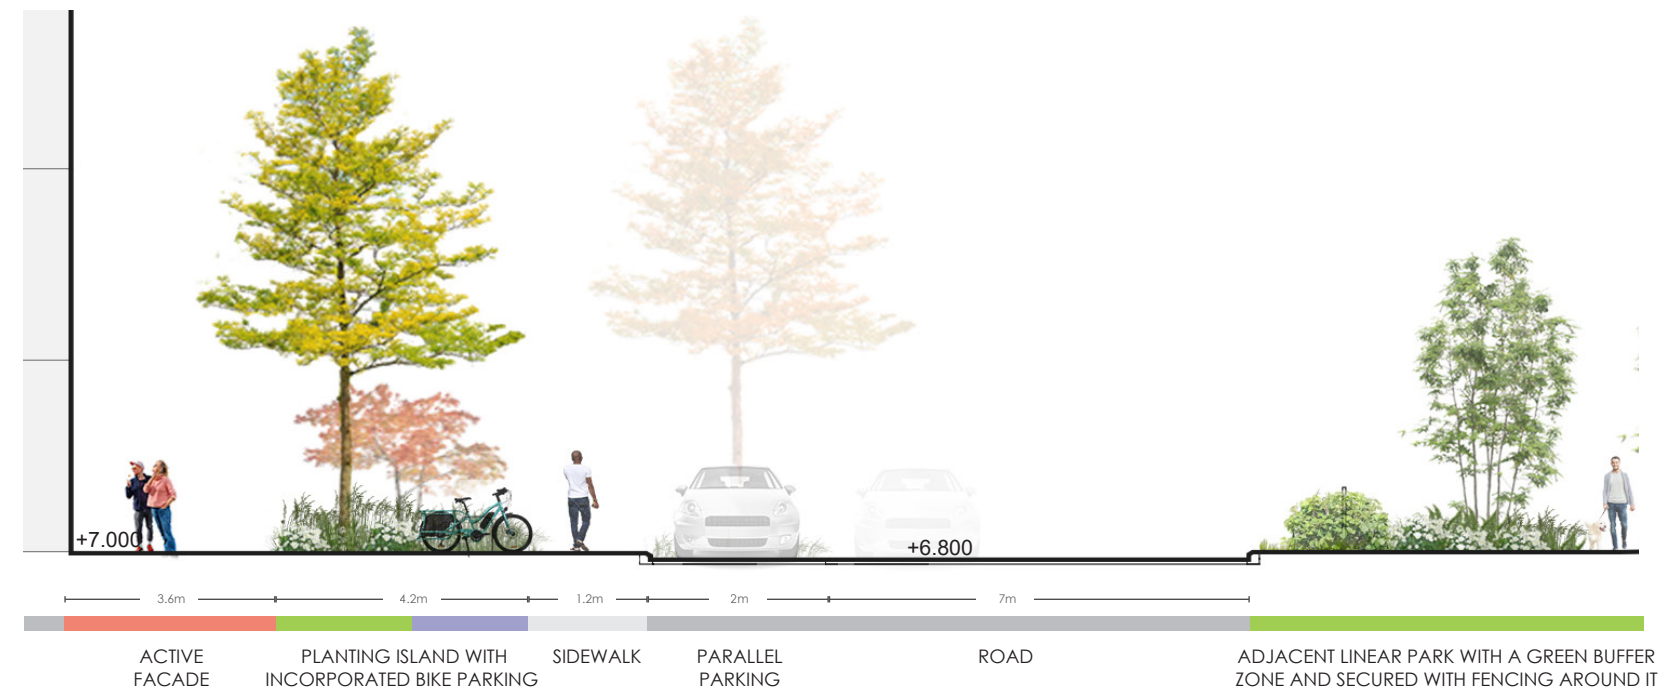 +7.000
+6.800
3.6m
4.2m
1.2m
2m
7m
ACTIVE
FACADE
PLANTING ISLAND WITH
INCORPORATED BIKE PARKING
SIDEWALK
PARALLEL
PARKING
ROAD
ADJACENT LINEAR PARK WITH A GREEN BUFFER
ZONE AND SECURED WITH FENCING AROUND IT